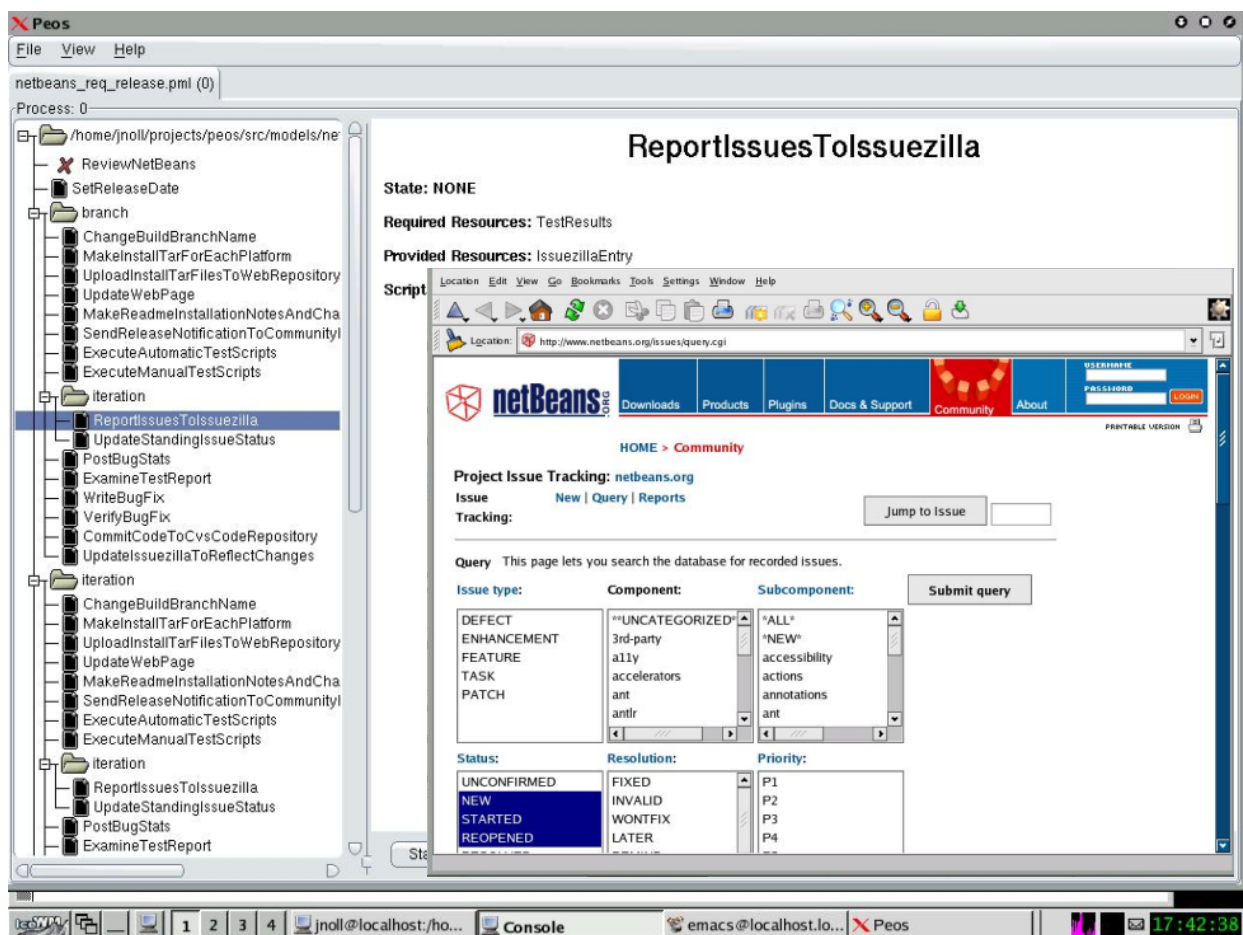 Peos
File View Help
netbeans_req_release.pml (0)
Process: 0
/home/jnoll/projects/peos/src/models/ne
ReviewNetBeans
SetReleaseDate
branch
ChangeBuildBranchName
MakeInstallTarForEachPlatform
UploadInstallTarFilesToWebRepository
UpdateWebPage
MakeReadmeInstallationNotesAndCha
SendReleaseNotificationToCommunityI
ExecuteAutomaticTestScripts
ExecuteManualTestScripts
iteration
ReportIssuesToIssuezilla
UpdateStandingIssueStatus
PostBugStats
ExamineTestReport
WriteBugFix
VerifyBugFix
CommitCodeToCvsCodeRepository
UpdateIssuezillaToReflectChanges
iteration
ChangeBuildBranchName
MakeInstallTarForEachPlatform
UploadInstallTarFilesToWebRepository
UpdateWebPage
MakeReadmeInstallationNotesAndCha
SendReleaseNotificationToCommunityI
ExecuteAutomaticTestScripts
ExecuteManualTestScripts
iteration
ReportIssuesToIssuezilla
UpdateStandingIssueStatus
PostBugStats
ExamineTestReport
ReportIssuesToIssuezilla
State: NONE
Required Resources: TestResults
Provided Resources: IssuezillaEntry
Script
Sta
Location Edit View Go Bookmarks Tools Settings Window Help
Location: http://www.netbeans.org/issues/query.cgi
netBeans.ORG
Downloads Products Plugins Docs & Support Community About
USERNAME
PASSWORD
LOGIN
PRINTABLE VERSION
HOME > Community
Project Issue Tracking: netbeans.org
Issue Tracking: New | Query | Reports
Jump to Issue
Query This page lets you search the database for recorded issues.
Submit query
Issue type:
DEFECT
ENHANCEMENT
FEATURE
TASK
PATCH
Component:
**UNCATEGORIZED*
3rd-party
a11y
accelerators
ant
antlr
Subcomponent:
*ALL*
*NEW*
accessibility
actions
annotations
ant
Status:
UNCONFIRMED
NEW
STARTED
REOPENED
Resolution:
FIXED
INVALID
WONTFIX
LATER
Priority:
P1
P2
P3
P4
1 2 3 4 jnoll@localhost:/ho... Console emacs@localhost.lo... Peos 17:42:38